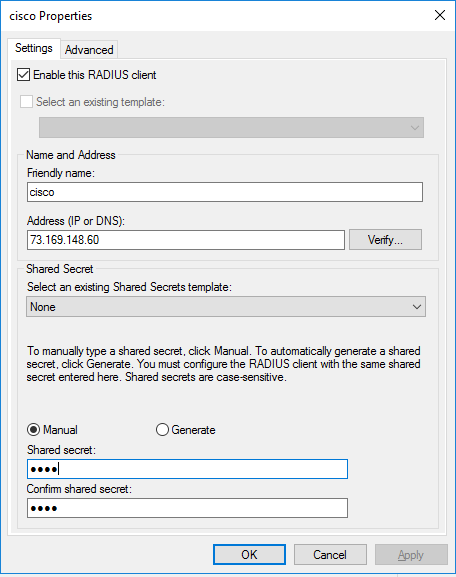 cisco Properties
Settings
Advanced
Enable this RADIUS client
Select an existing template:
Name and Address
Friendly name:
cisco
Address (IP or DNS):
73.169.148.60
Verify...
Shared Secret
Select an existing Shared Secrets template:
None
To manually type a shared secret, click Manual. To automatically generate a shared
secret, click Generate. You must configure the RADIUS client with the same shared
secret entered here. Shared secrets are case-sensitive.
Manual
Generate
Shared secret:
●●●●
Confirm shared secret:
●●●●
OK
Cancel
Apply